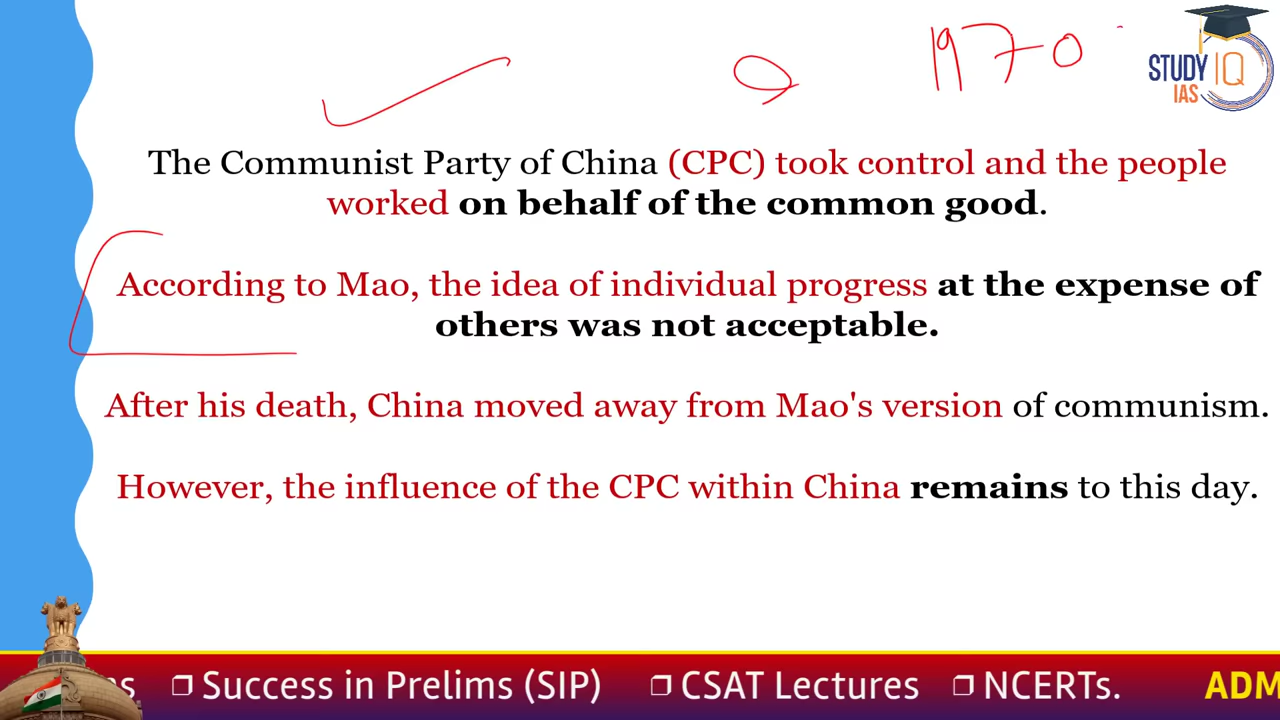 1970
STUDY IQ
IAS
The Communist Party of China (CPC) took control and the people
worked on behalf of the common good.
According to Mao, the idea of individual progress at the expense of
others was not acceptable.
After his death, China moved away from Mao's version of communism.
However, the influence of the CPC within China remains to this day.
❐ Success in Prelims (SIP) ❐ CSAT Lectures ❐ NCERTs. ADM